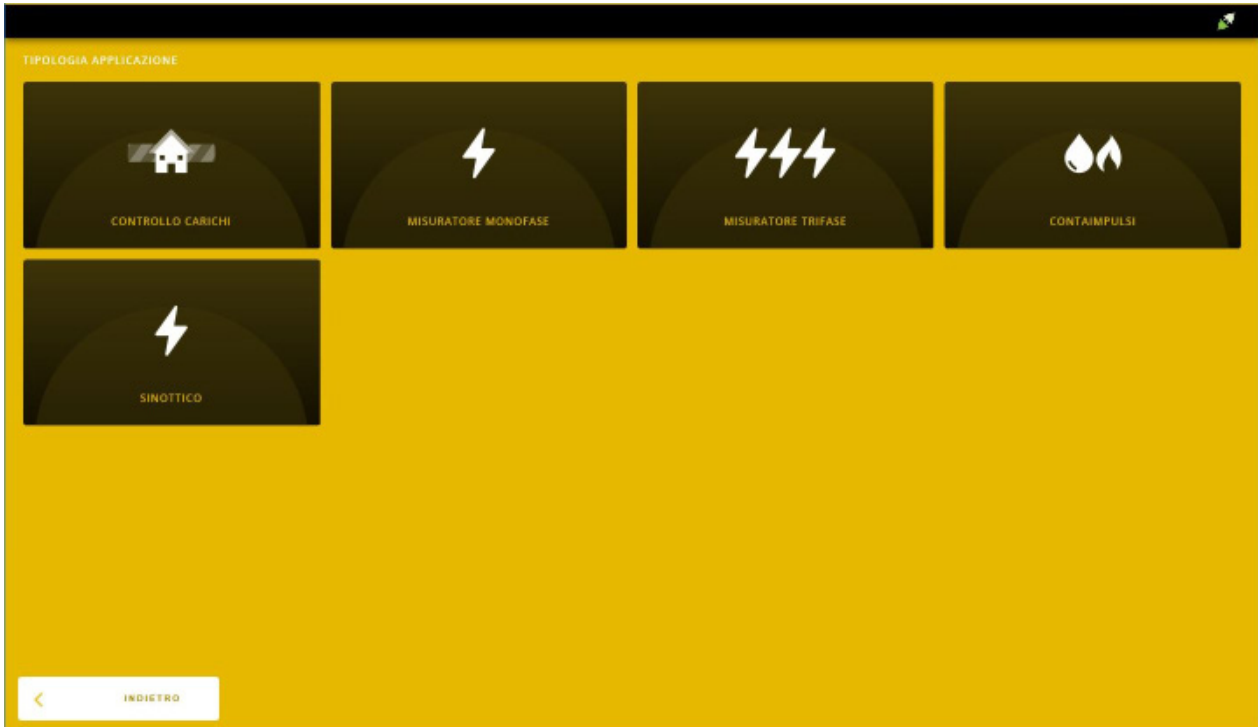 TIPOLOGIA APPLICAZIONE
CONTROLLO CARICHI
MISURATORE MONOFASE
MISURATORE TRIFASE
CONTAIMPULSI
SINOTTICO
INDIETRO